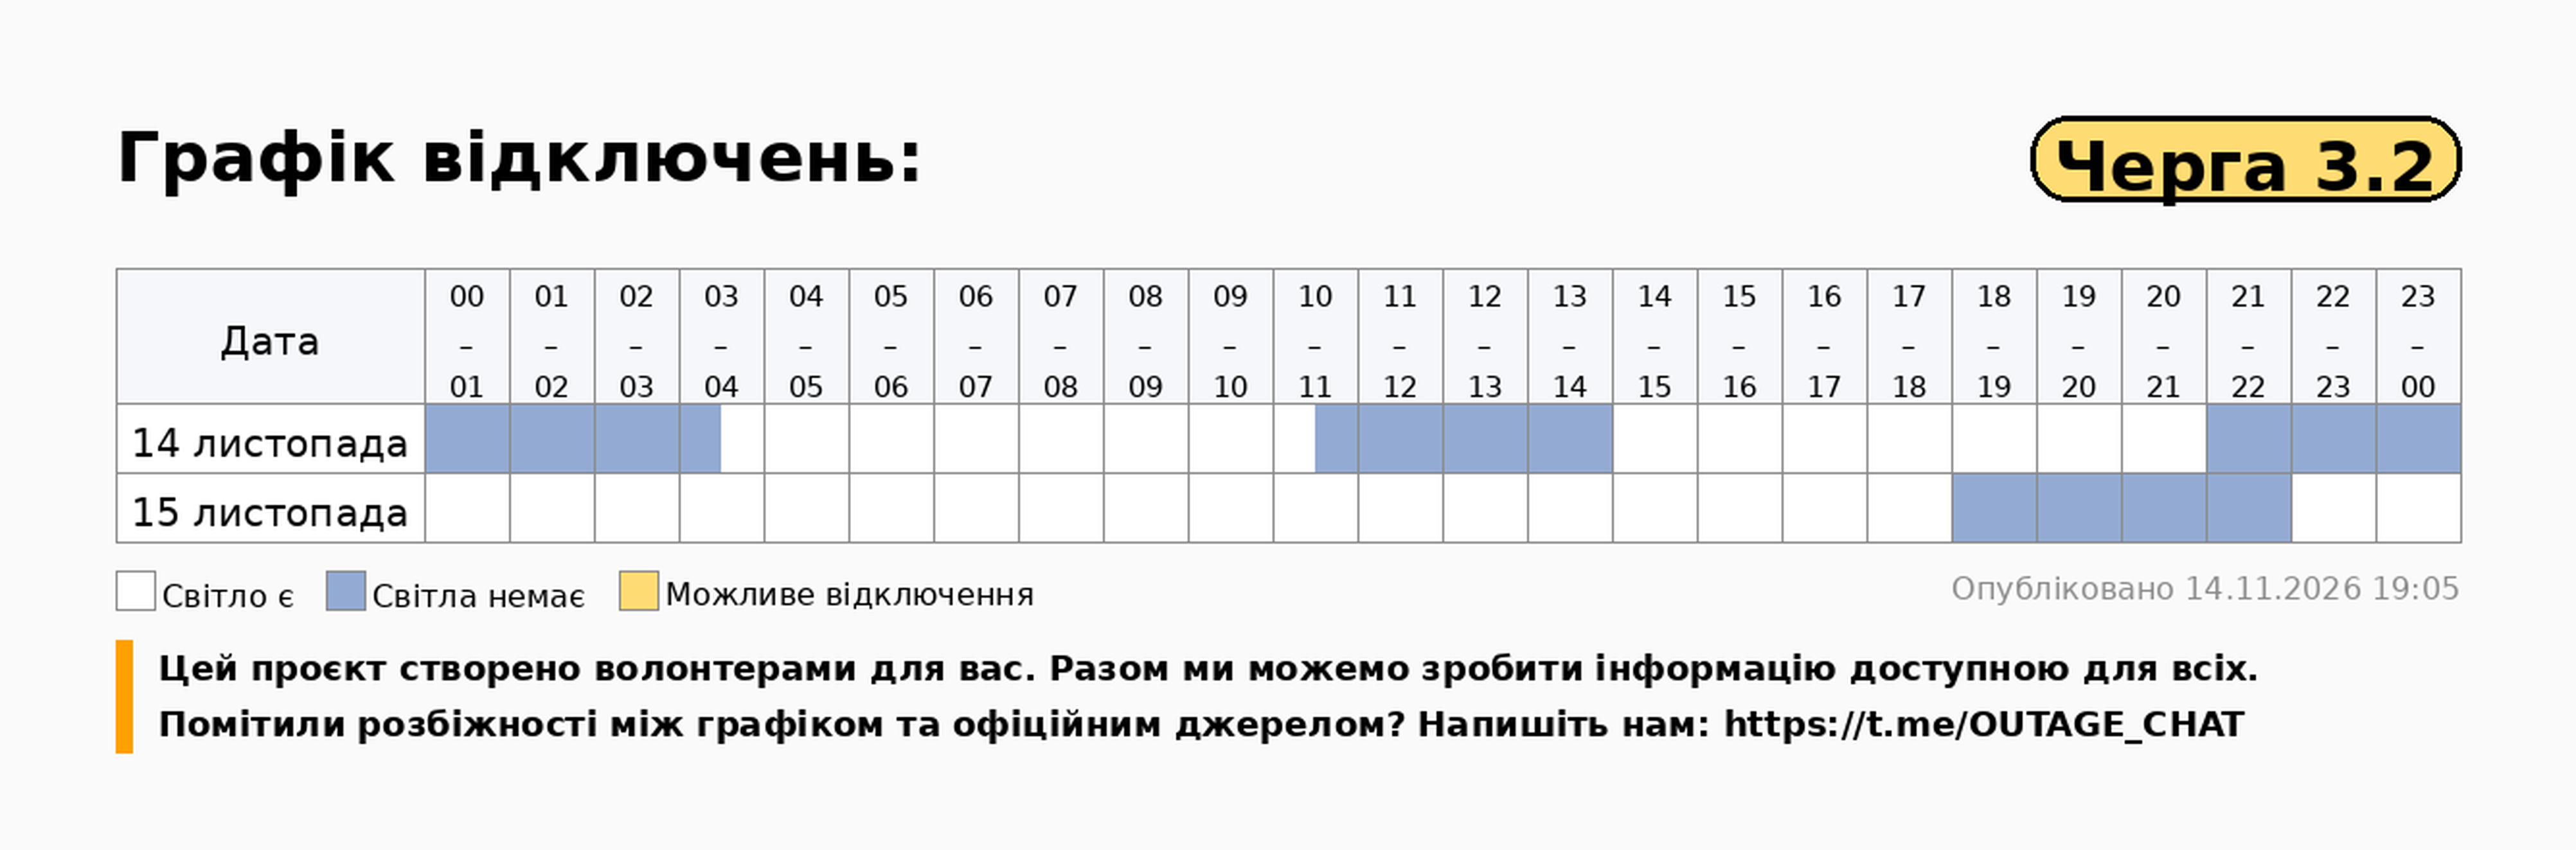 Графік відключень:
Черга 3.2
Дата 00 – 01 01 – 02 02 – 03 03 – 04 04 – 05 05 – 06 06 – 07 07 – 08 08 – 09 09 – 10 10 – 11 11 – 12 12 – 13 13 – 14 14 – 15 15 – 16 16 – 17 17 – 18 18 – 19 19 – 20 20 – 21 21 – 22 22 – 23 23 – 00
14 листопада
15 листопада
Світло є Світла немає Можливе відключення
Опубліковано 14.11.2026 19:05
Цей проєкт створено волонтерами для вас. Разом ми можемо зробити інформацію доступною для всіх.
Помітили розбіжності між графіком та офіційним джерелом? Напишіть нам: https://t.me/OUTAGE_CHAT